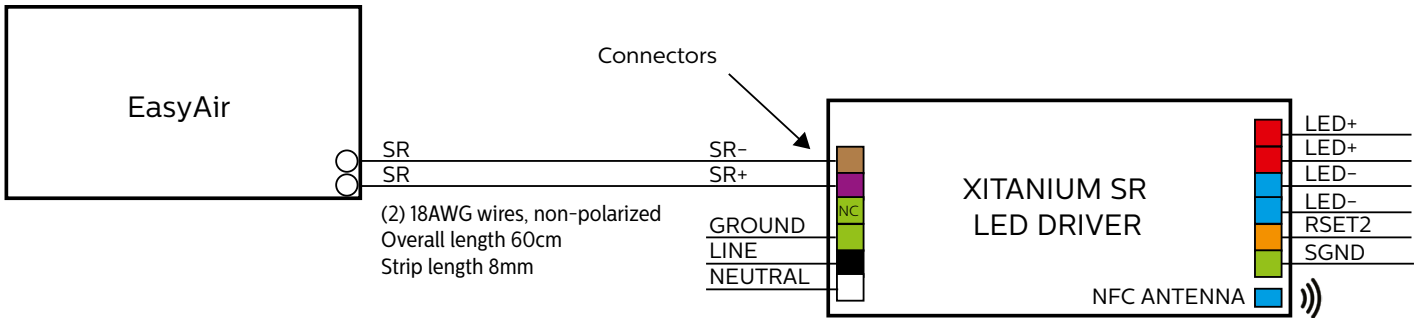 Connectors
EasyAir
SR
SR
SR-
SR+
(2) 18AWG wires, non-polarized
Overall length 60cm
Strip length 8mm
NC
GROUND
LINE
NEUTRAL
XITANIUM SR
LED DRIVER
NFC ANTENNA
LED+
LED+
LED-
LED-
RSET2
SGND